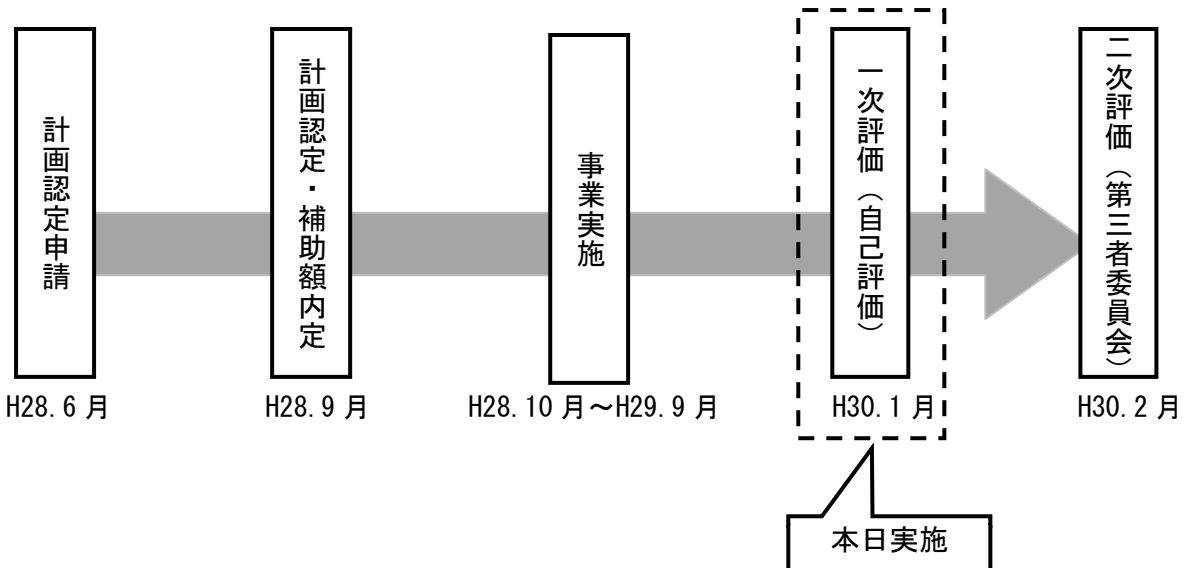 計画認定申請
計画認定・補助額内定
事業実施
一次評価（自己評価）
二次評価（第三者委員会）
H28.6 月
H28.9 月
H28.10 月～H29.9 月
H30.1 月
H30.2 月
本日実施